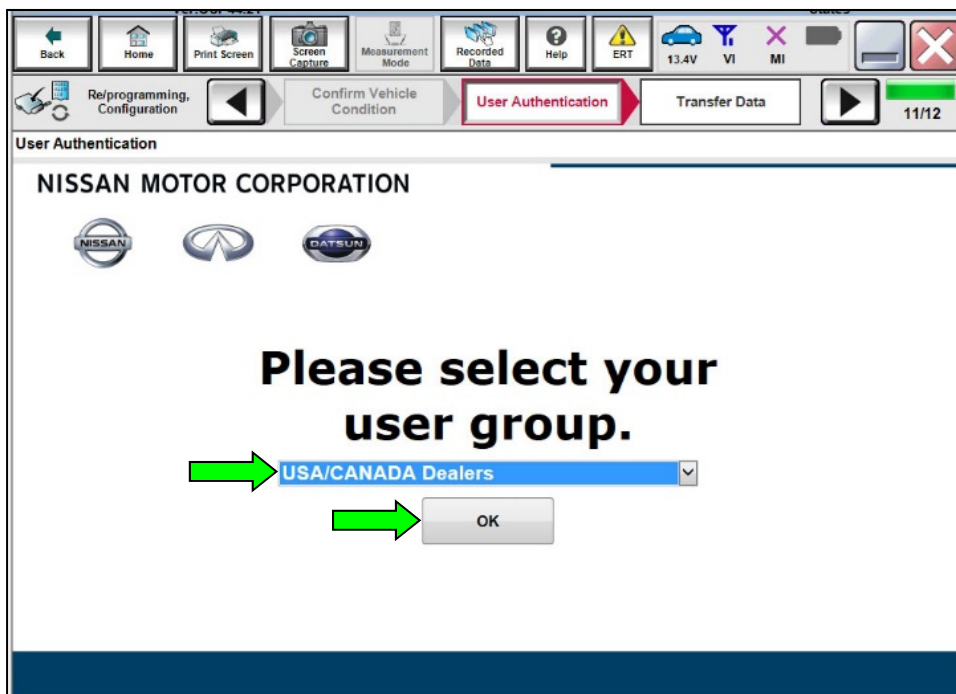 Back
Home
Print Screen
Screen
Capture
Measurement
Mode
Recorded
Data
Help
ERT
13.4V
VI
MI
Re/programming,
Configuration
Confirm Vehicle
Condition
User Authentication
Transfer Data
11/12
User Authentication
NISSAN MOTOR CORPORATION
NISSAN
DATSUN
Please select your
user group.
USA/CANADA Dealers
OK